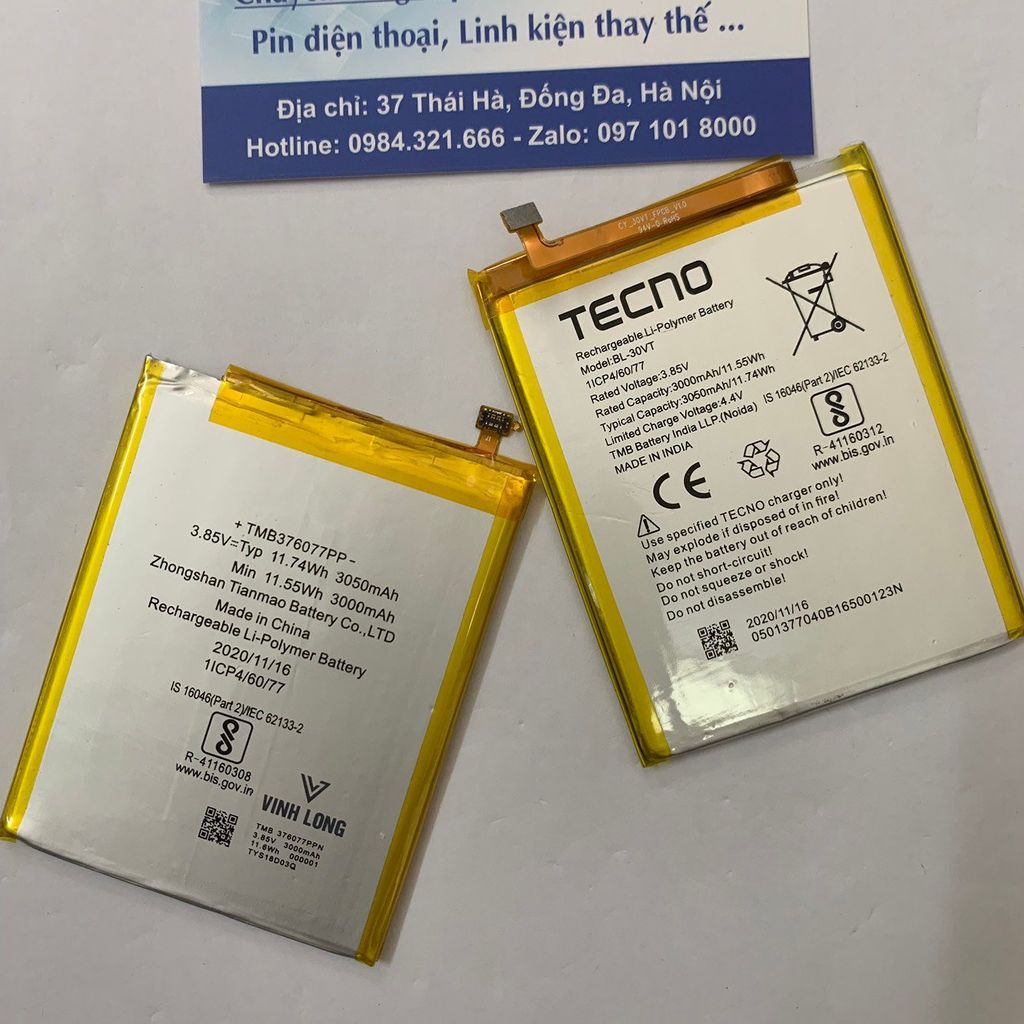 Pin điện thoại, Linh kiện thay thế ...
Địa chỉ: 37 Thái Hà, Đống Đa, Hà Nội
Hotline: 0984.321.666 - Zalo: 097 101 8000
CY_30VT_FPCB_V1.0
94V-0 RoHS
TECNO
Rechargeable Li-Polymer Battery
Model:BL-30VT
1ICP4/60/77
Rated Voltage:3.85V
Rated Capacity:3000mAh/11.55Wh
Typical Capacity:3050mAh/11.74Wh
Limited Charge Voltage:4.4V
TMB Battery India LLP.(Noida)
MADE IN INDIA
IS 16046(Part 2)/IEC 62133-2
R-41160312
www.bis.gov.in
CE
Use specified TECNO charger only!
May explode if disposed of in fire!
Keep the battery out of reach of children!
Do not short-circuit!
Do not squeeze or shock!
Do not disassemble!
2020/11/16
0501377040B16500123N
+ TMB376077PP -
3.85V=Typ 11.74Wh 3050mAh
Min 11.55Wh 3000mAh
Zhongshan Tianmao Battery Co.,LTD
Made in China
Rechargeable Li-Polymer Battery
2020/11/16
1ICP4/60/77
IS 16046(Part 2)/IEC 62133-2
R-41160308
www.bis.gov.in
VINH LONG
TMB 376077PPN
3.85V 3000mAh
11.6Wh 000001
TYS18D03Q